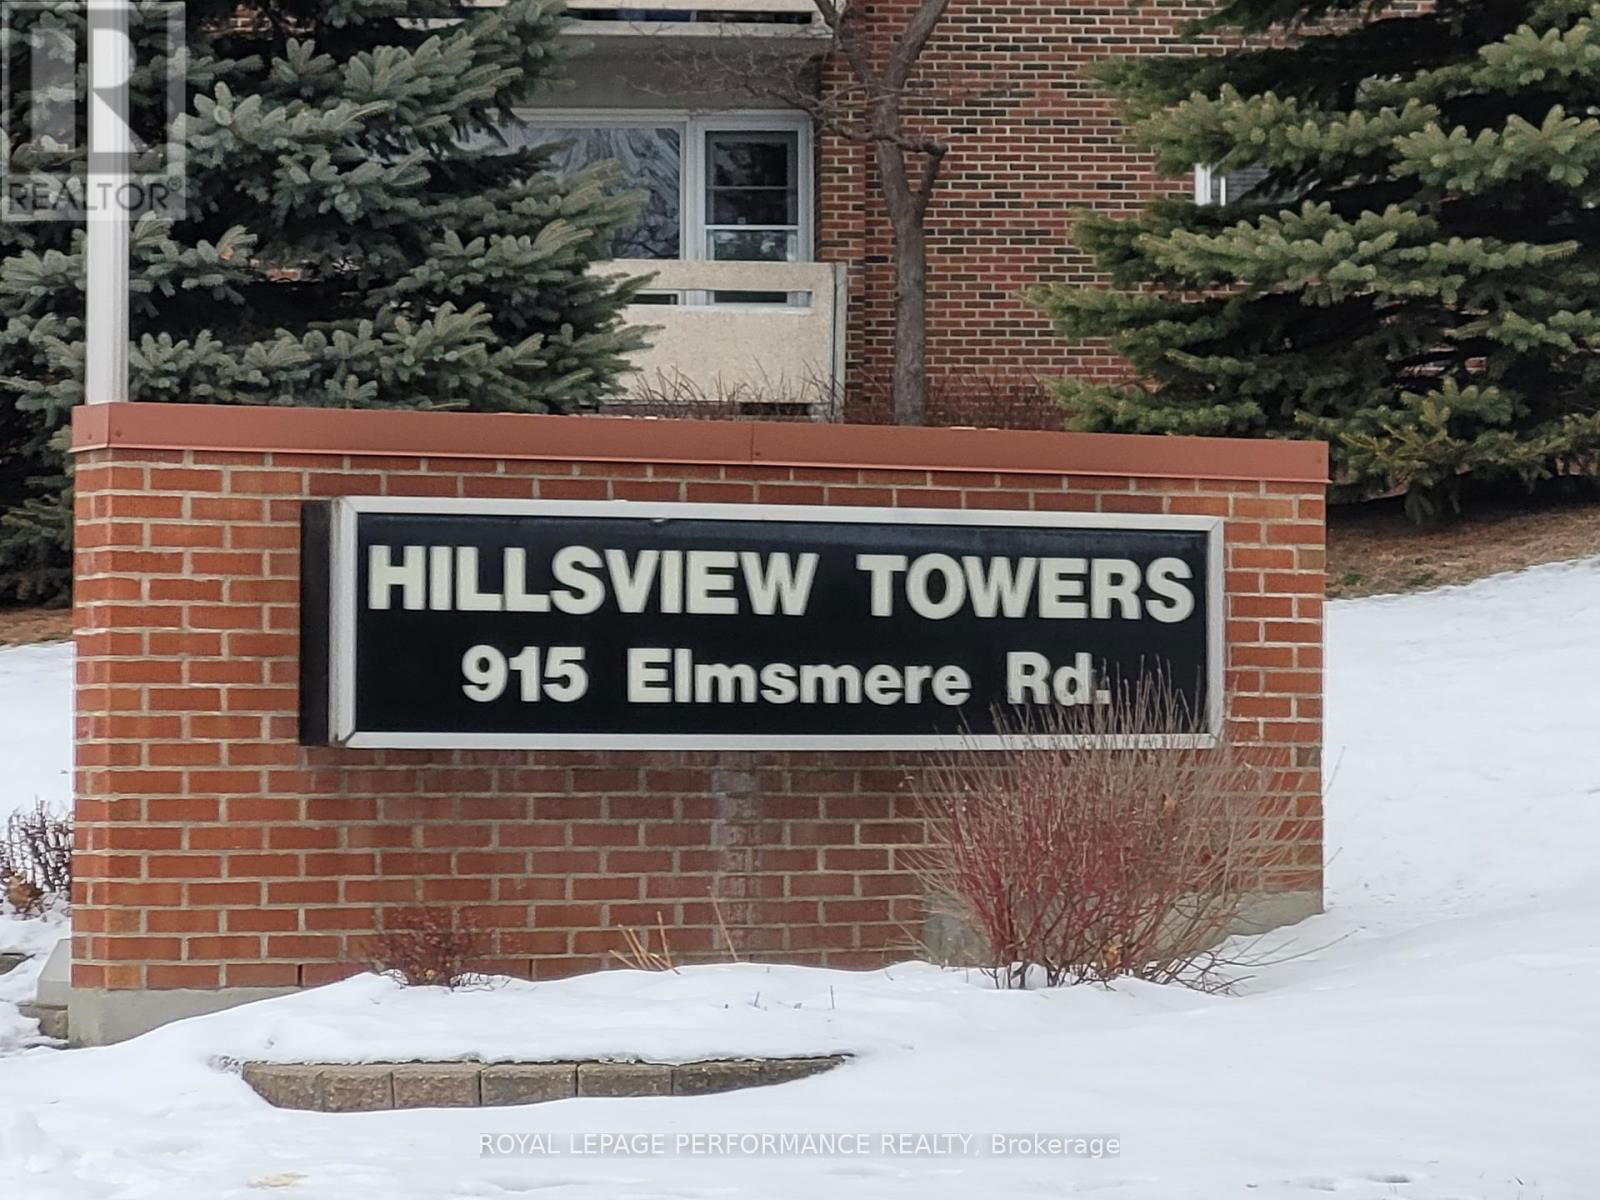 R
REALTOR®
HILLSVIEW TOWERS
915 Elmsmere Rd.
ROYAL LEPAGE PERFORMANCE REALTY, Brokerage